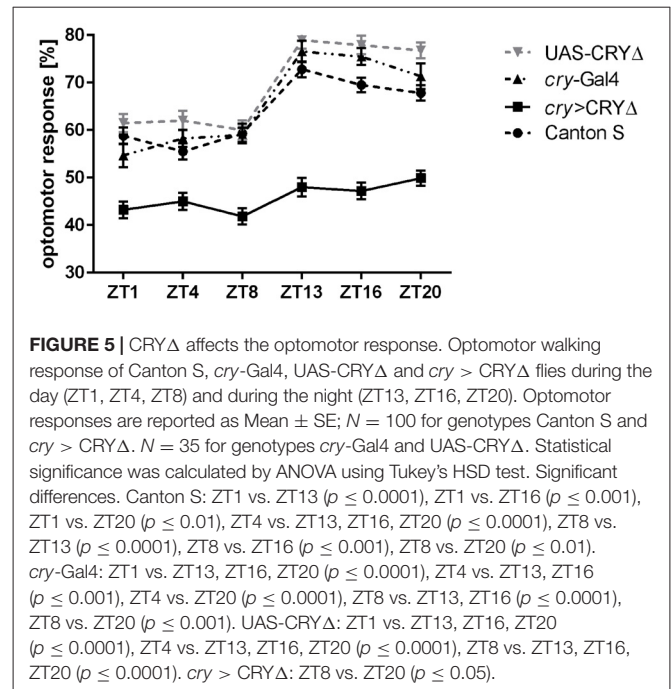 optomotor response [%]
80
70
60
50
40
30
ZT1 ZT4 ZT8 ZT13 ZT16 ZT20
UAS-CRYΔ
cry-Gal4
cry>CRYΔ
Canton S
FIGURE 5 | CRYΔ affects the optomotor response. Optomotor walking
response of Canton S, cry-Gal4, UAS-CRYΔ and cry > CRYΔ flies during the
day (ZT1, ZT4, ZT8) and during the night (ZT13, ZT16, ZT20). Optomotor
responses are reported as Mean ± SE; N = 100 for genotypes Canton S and
cry > CRYΔ. N = 35 for genotypes cry-Gal4 and UAS-CRYΔ. Statistical
significance was calculated by ANOVA using Tukey's HSD test. Significant
differences. Canton S: ZT1 vs. ZT13 (p ≤ 0.0001), ZT1 vs. ZT16 (p ≤ 0.001),
ZT1 vs. ZT20 (p ≤ 0.01), ZT4 vs. ZT13, ZT16, ZT20 (p ≤ 0.0001), ZT8 vs.
ZT13 (p ≤ 0.0001), ZT8 vs. ZT16 (p ≤ 0.001), ZT8 vs. ZT20 (p ≤ 0.01).
cry-Gal4: ZT1 vs. ZT13, ZT16, ZT20 (p ≤ 0.0001), ZT4 vs. ZT13, ZT16
(p ≤ 0.001), ZT4 vs. ZT20 (p ≤ 0.0001), ZT8 vs. ZT13, ZT16 (p ≤ 0.0001),
ZT8 vs. ZT20 (p ≤ 0.001). UAS-CRYΔ: ZT1 vs. ZT13, ZT16, ZT20
(p ≤ 0.0001), ZT4 vs. ZT13, ZT16, ZT20 (p ≤ 0.0001), ZT8 vs. ZT13, ZT16,
ZT20 (p ≤ 0.0001). cry > CRYΔ: ZT8 vs. ZT20 (p ≤ 0.05).